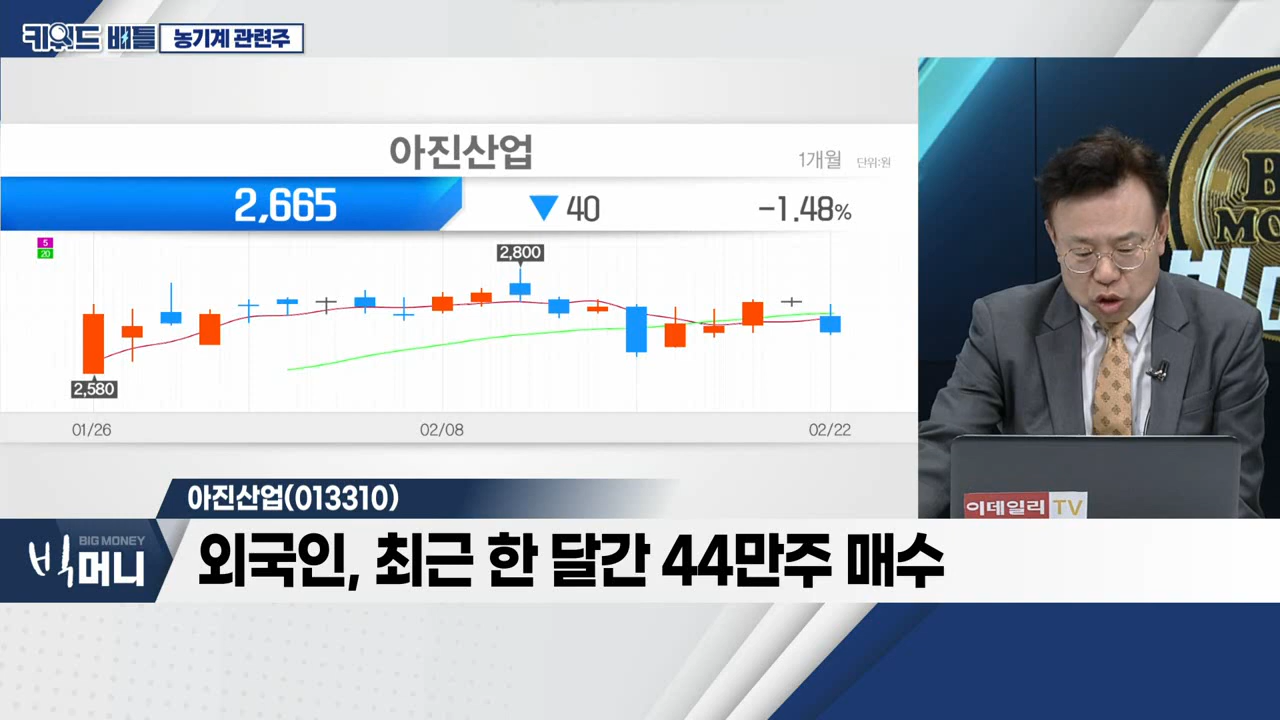 키워드 배틀 농기계 관련주
아진산업
1개월 단위:원
2,665 ▼ 40 -1.48%
5
20
2,800
2,580
01/26 02/08 02/22
이데일리 TV
아진산업(013310)
BIG MONEY
빅머니
외국인, 최근 한 달간 44만주 매수